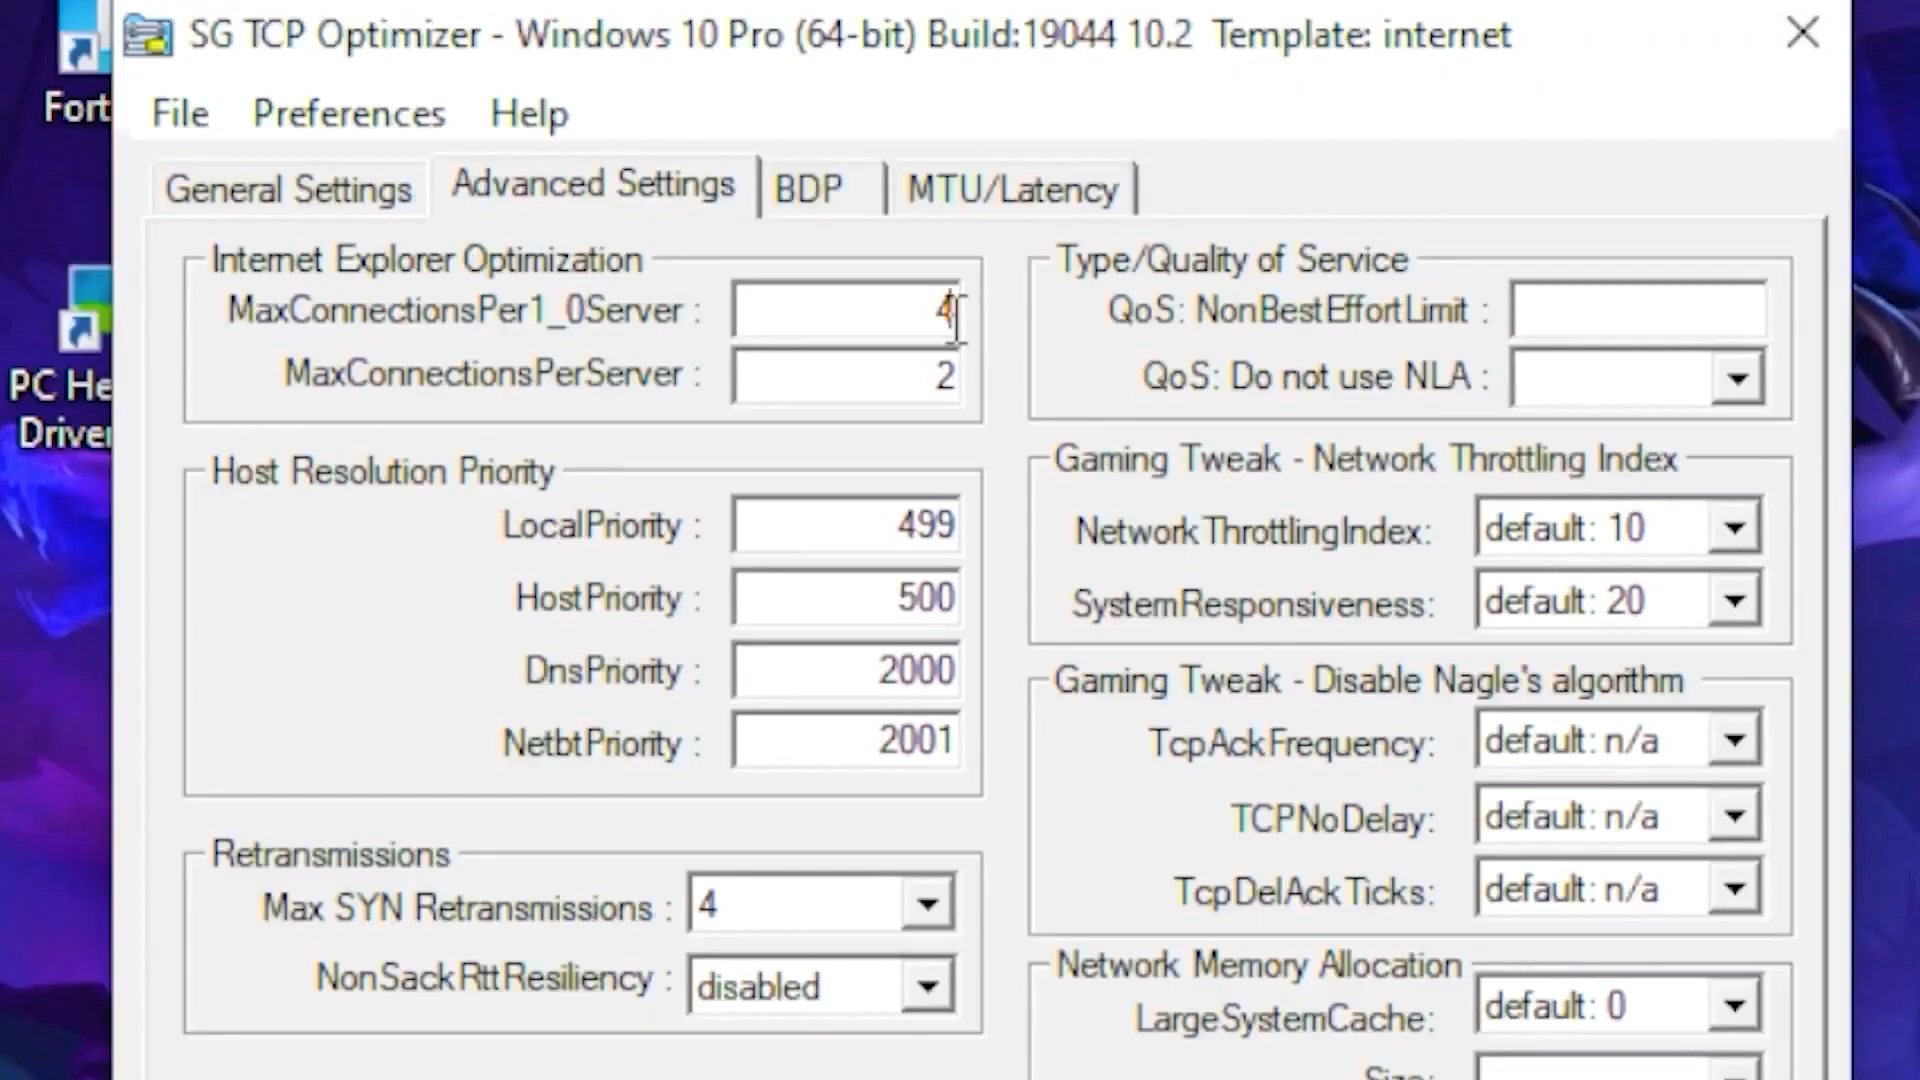 SG TCP Optimizer - Windows 10 Pro (64-bit) Build:19044 10.2 Template: internet
File Preferences Help
Fort
PC He
Driver
General Settings
Advanced Settings
BDP
MTU/Latency
Internet Explorer Optimization
MaxConnectionsPer1_0Server : 4
MaxConnectionsPerServer : 2
Host Resolution Priority
LocalPriority : 499
HostPriority : 500
DnsPriority : 2000
NetbtPriority : 2001
Retransmissions
Max SYN Retransmissions : 4
NonSackRttResiliency : disabled
Type/Quality of Service
QoS: NonBestEffortLimit :
QoS: Do not use NLA :
Gaming Tweak - Network Throttling Index
NetworkThrottlingIndex: default: 10
SystemResponsiveness: default: 20
Gaming Tweak - Disable Nagle's algorithm
TcpAckFrequency: default: n/a
TCPNoDelay: default: n/a
TcpDelAckTicks: default: n/a
Network Memory Allocation
LargeSystemCache: default: 0
Size: